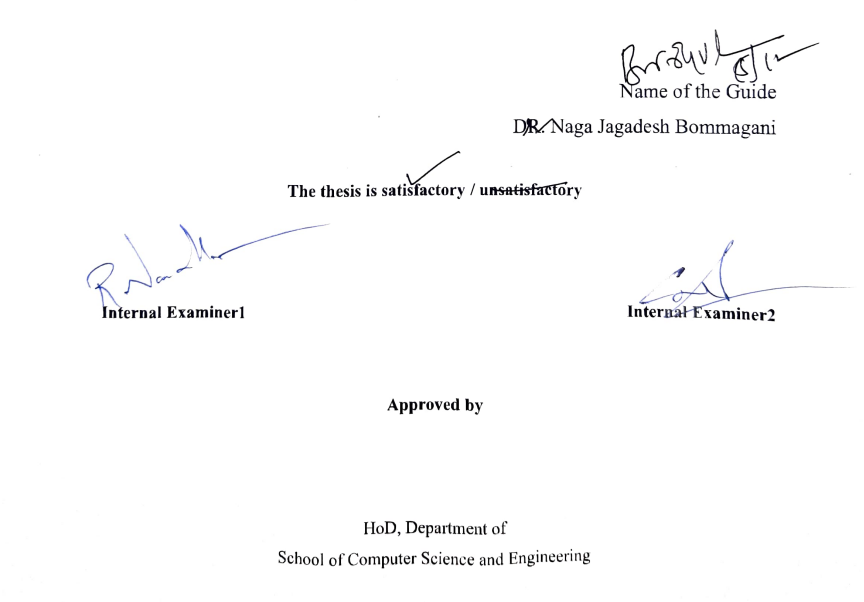 Name of the Guide
DR. Naga Jagadesh Bommagani
The thesis is satisfactory / unsatisfactory
Internal Examiner1
Internal Examiner2
Approved by
HoD, Department of
School of Computer Science and Engineering